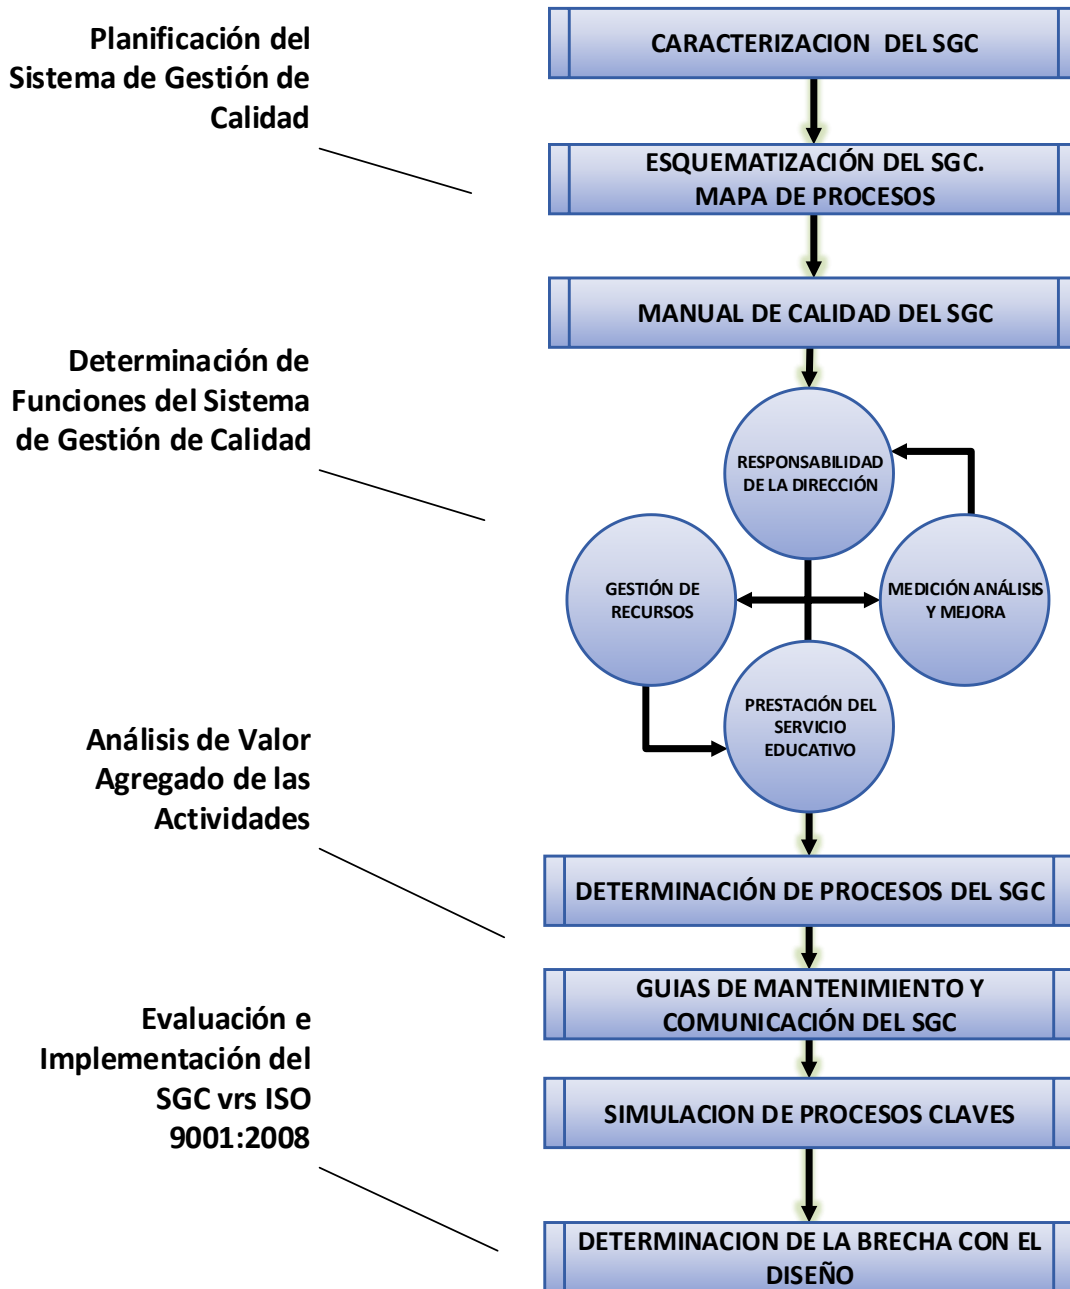 Planificación del
Sistema de Gestión de
Calidad
CARACTERIZACION DEL SGC
ESQUEMATIZACIÓN DEL SGC.
MAPA DE PROCESOS
MANUAL DE CALIDAD DEL SGC
Determinación de
Funciones del Sistema
de Gestión de Calidad
RESPONSABILIDAD
DE LA DIRECCIÓN
GESTIÓN DE
RECURSOS
MEDICIÓN ANÁLISIS
Y MEJORA
PRESTACIÓN DEL
SERVICIO
EDUCATIVO
Análisis de Valor
Agregado de las
Actividades
DETERMINACIÓN DE PROCESOS DEL SGC
GUIAS DE MANTENIMIENTO Y
COMUNICACIÓN DEL SGC
Evaluación e
Implementación del
SGC vrs ISO
9001:2008
SIMULACION DE PROCESOS CLAVES
DETERMINACION DE LA BRECHA CON EL
DISEÑO